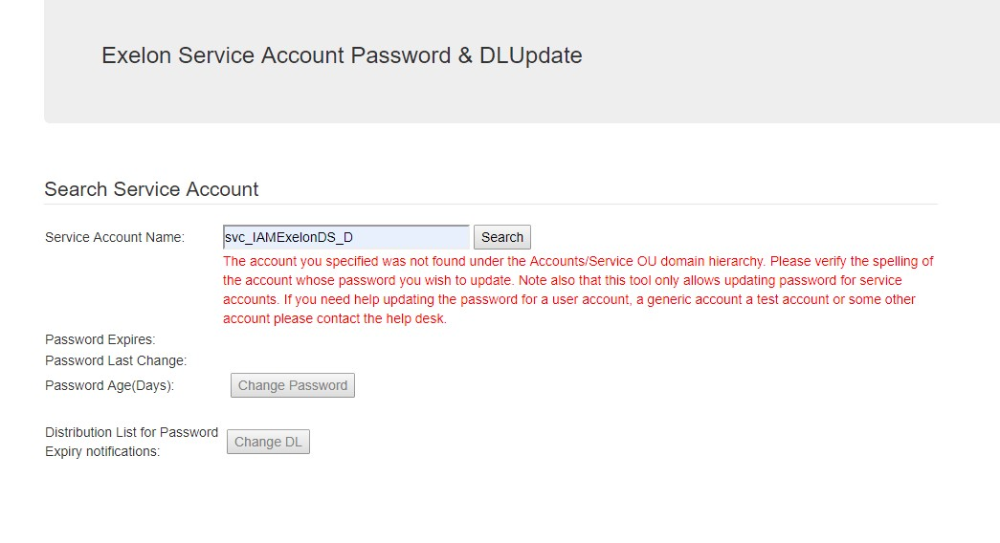 Exelon Service Account Password & DLUpdate
Search Service Account
Service Account Name: svc_IAMExelonDS_D Search
The account you specified was not found under the Accounts/Service OU domain hierarchy. Please verify the spelling of
the account whose password you wish to update. Note also that this tool only allows updating password for service
accounts. If you need help updating the password for a user account, a generic account a test account or some other
account please contact the help desk.
Password Expires:
Password Last Change:
Password Age(Days): Change Password
Distribution List for Password
Expiry notifications: Change DL